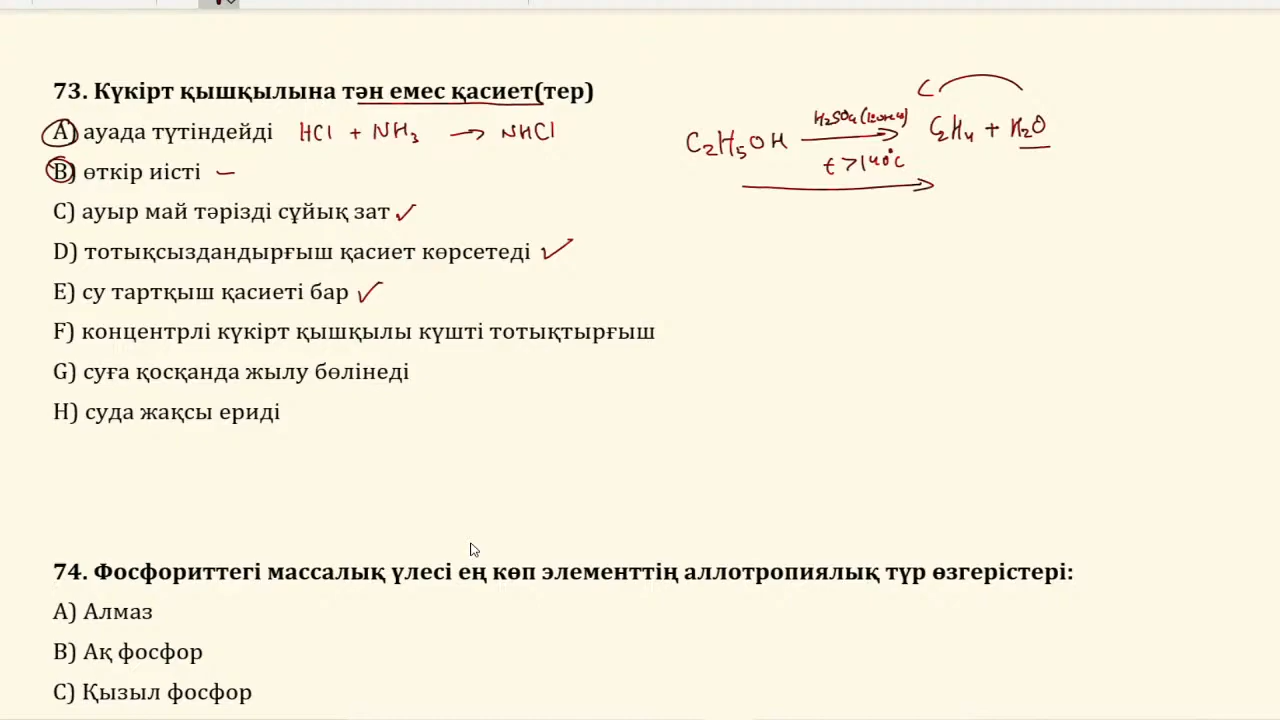 73. Күкірт қышқылына тән емес қасиет(тер)
A) ауада түтіндейді HCl + NH₃ → NHCl
B) өткір иісті –
C) ауыр май тәрізді сұйық зат ✓
D) тотықсыздандырғыш қасиет көрсетеді ✓
E) су тартқыш қасиеті бар ✓
F) концентрлі күкірт қышқылы күшті тотықтырғыш
G) суға қосқанда жылу бөлінеді
H) суда жақсы ериді
C₂H₅OH → C₂H₄ + H₂O
H₂SO₄
t > 140°C
74. Фосфориттегі массалық үлесі ең көп элементтің аллотропиялық түр өзгерістері:
A) Алмаз
B) Ақ фосфор
C) Қызыл фосфор